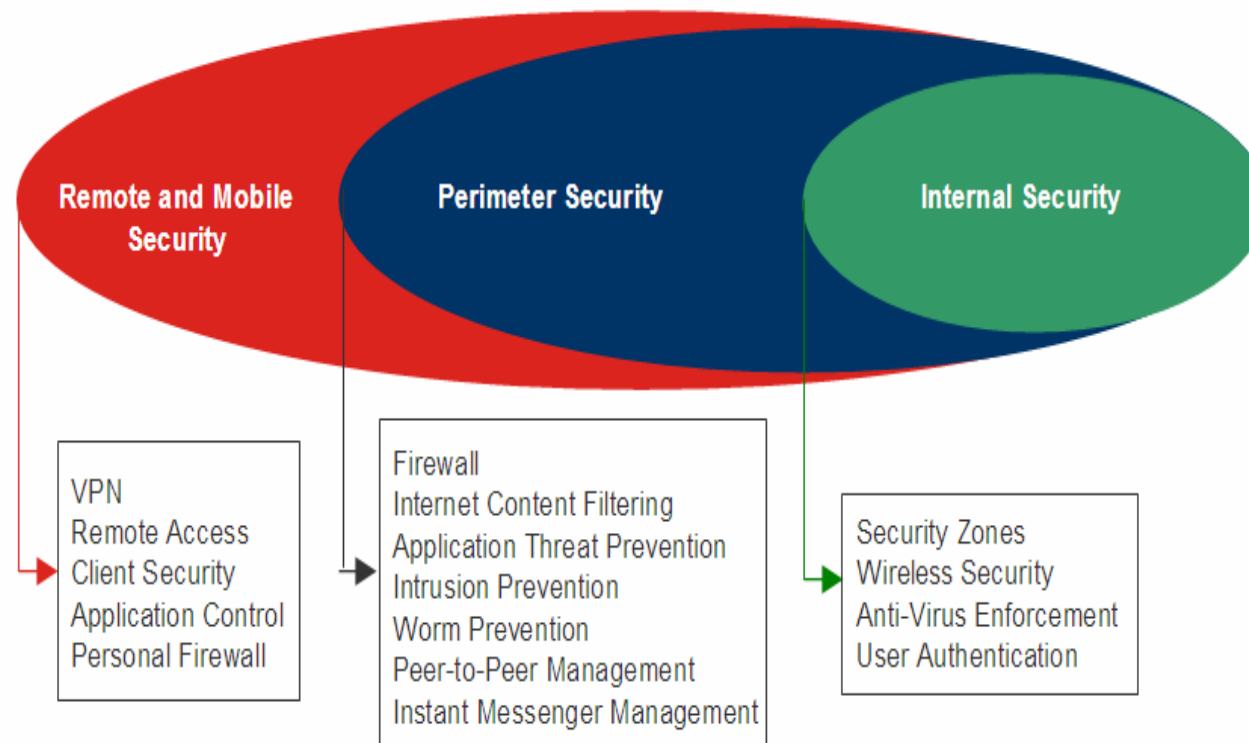 Remote and Mobile
Security
Perimeter Security
Internal Security
VPN
Remote Access
Client Security
Application Control
Personal Firewall
Firewall
Internet Content Filtering
Application Threat Prevention
Intrusion Prevention
Worm Prevention
Peer-to-Peer Management
Instant Messenger Management
Security Zones
Wireless Security
Anti-Virus Enforcement
User Authentication